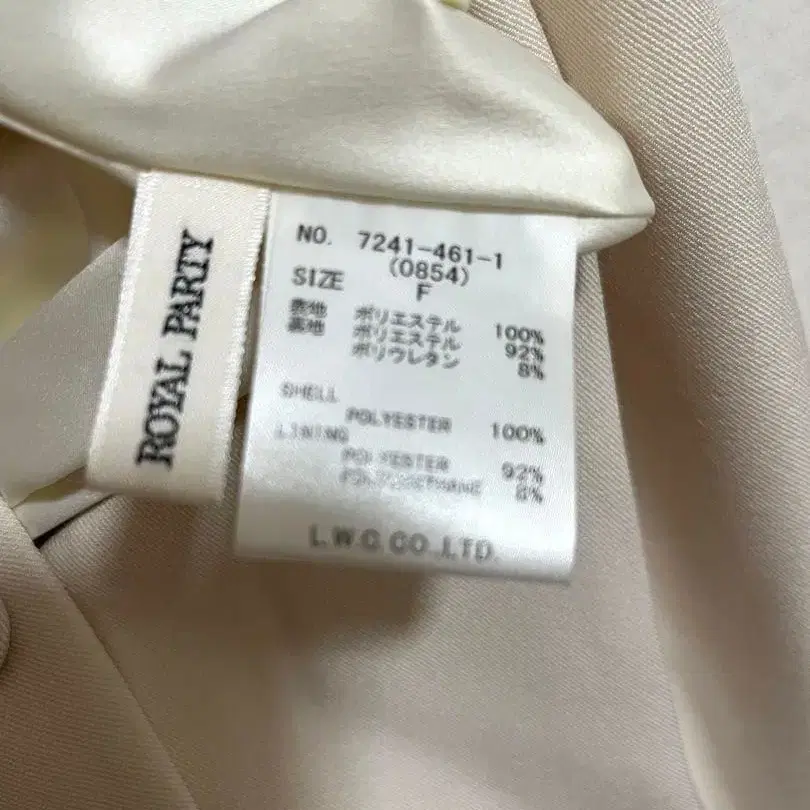 ROYAL PARTY
NO. 7241-461-1
(0854)
SIZE F
表地 ポリエステル 100%
裏地 ポリエステル 92%
ポリウレタン 8%
SHELL
POLYESTER 100%
LINING
POLYESTER 92%
POLYURETHANE 8%
L.W.C.CO.,LTD.